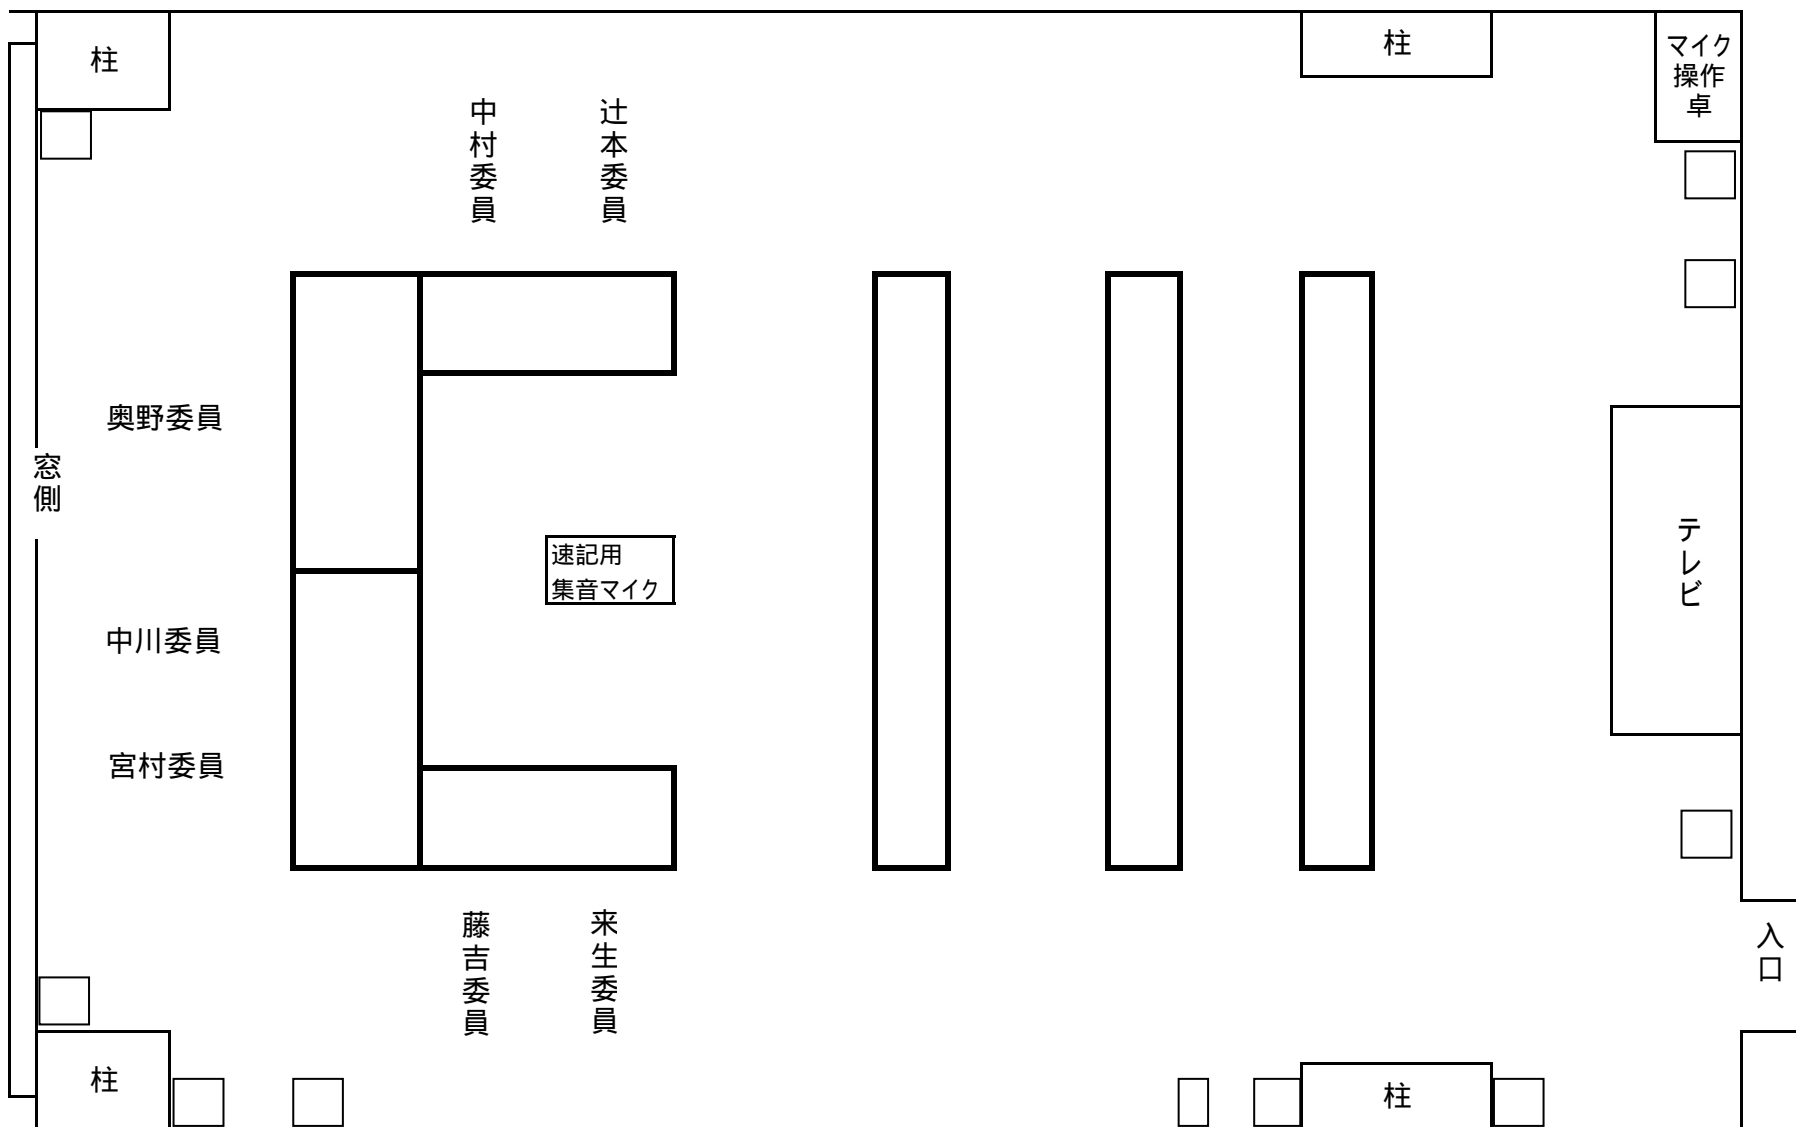 柱
柱
マイク
操作
卓
中村委員
辻本委員
奥野委員
窓側
速記用
集音マイク
テレビ
中川委員
宮村委員
藤吉委員
来生委員
入口
柱
柱